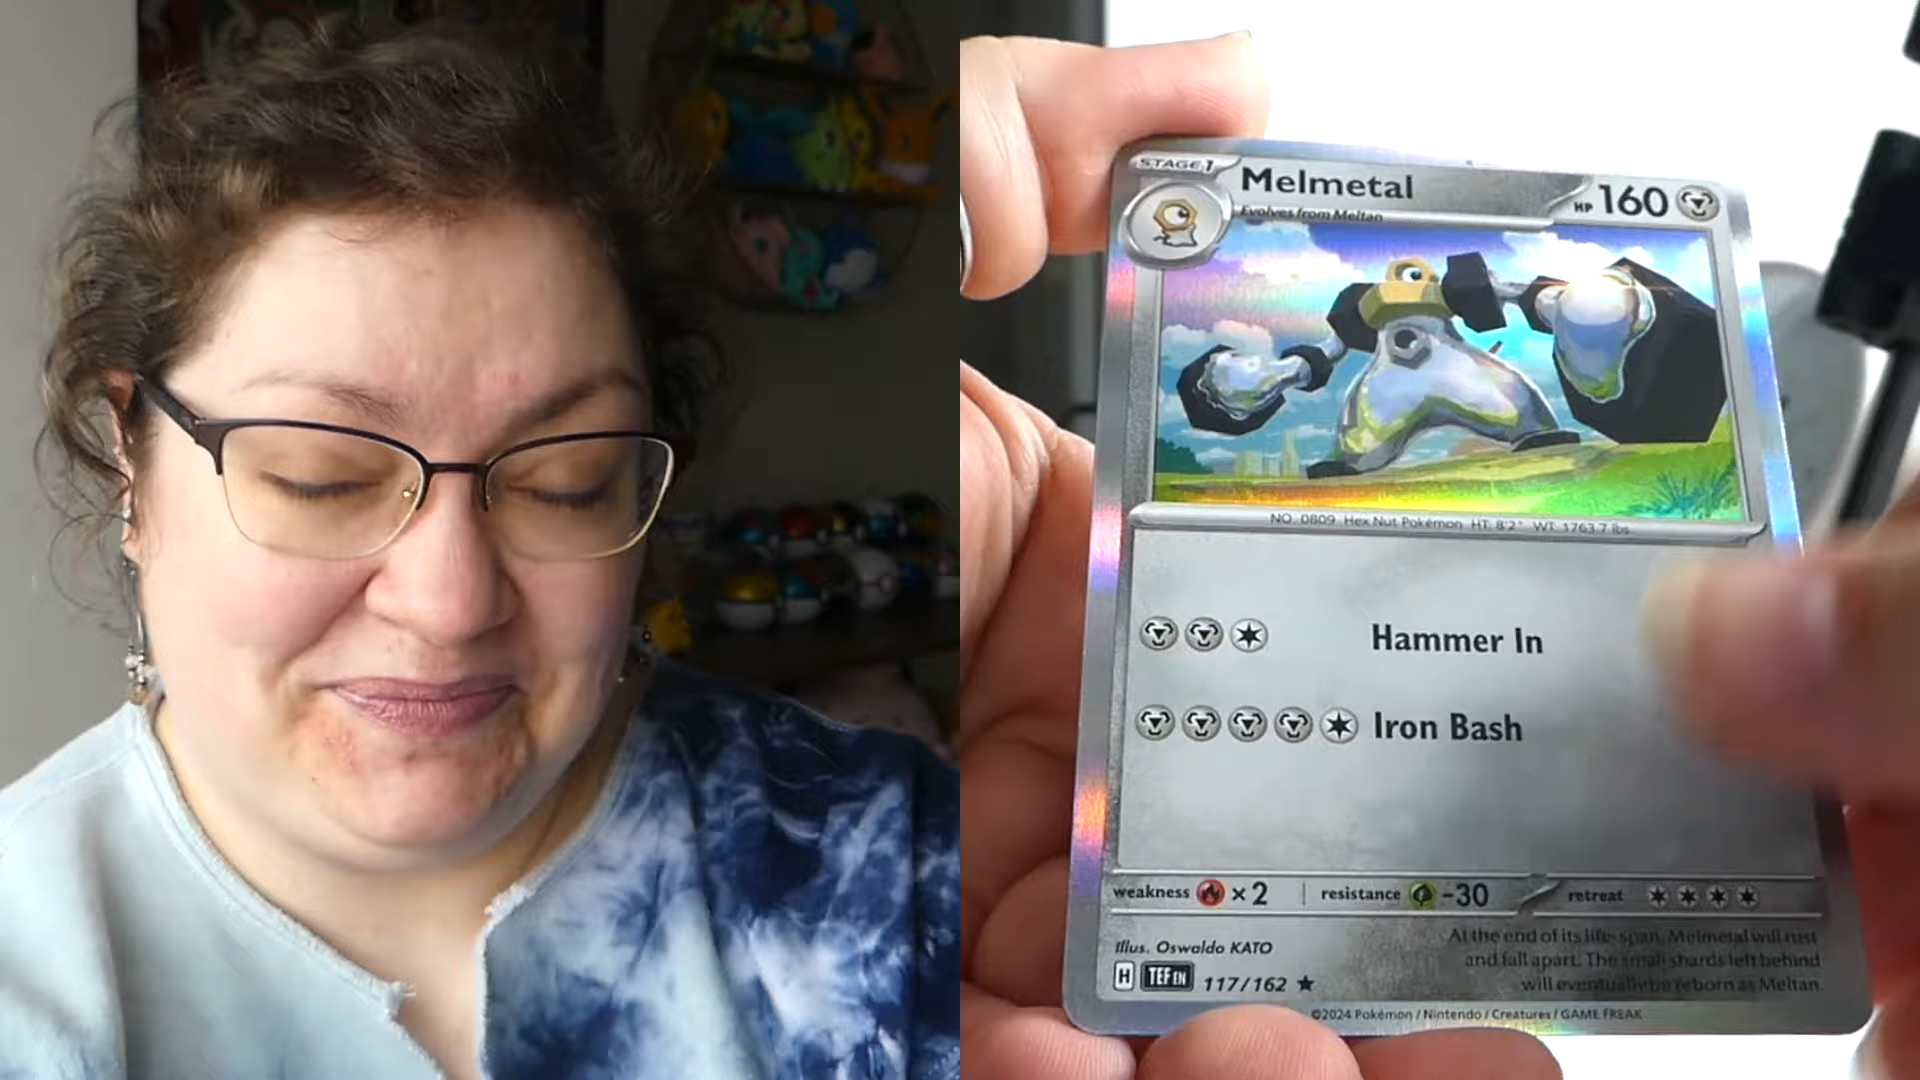 STAGE 1
Melmetal
HP 160
Evolves from Meltan
NO. 0809 Hex Nut Pokémon HT: 8'2" WT: 1763.7 lbs
Hammer In
Iron Bash
weakness ×2 resistance -30 retreat
Illus. Oswaldo KATO
At the end of its life-span, Melmetal will rust
and fall apart. The small shards left behind
will eventually be reborn as Meltan.
H TEF EN 117/162 ★
©2024 Pokémon / Nintendo / Creatures / GAME FREAK